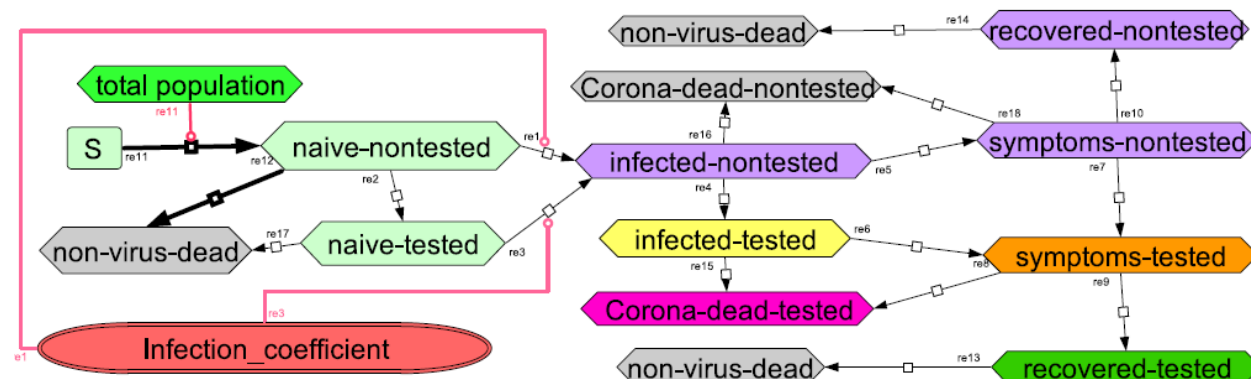 re14
recovered-nontested
non-virus-dead
total population
Corona-dead-nontested
re11
re18
re10
re1
re16
S
re11
re12
naive-nontested
infected-nontested
symptoms-nontested
re2
re4
re5
re7
re17
non-virus-dead
naive-tested
re3
infected-tested
re6
re8
symptoms-tested
re15
re9
re3
Corona-dead-tested
e1
Infection_coefficient
non-virus-dead
re13
recovered-tested